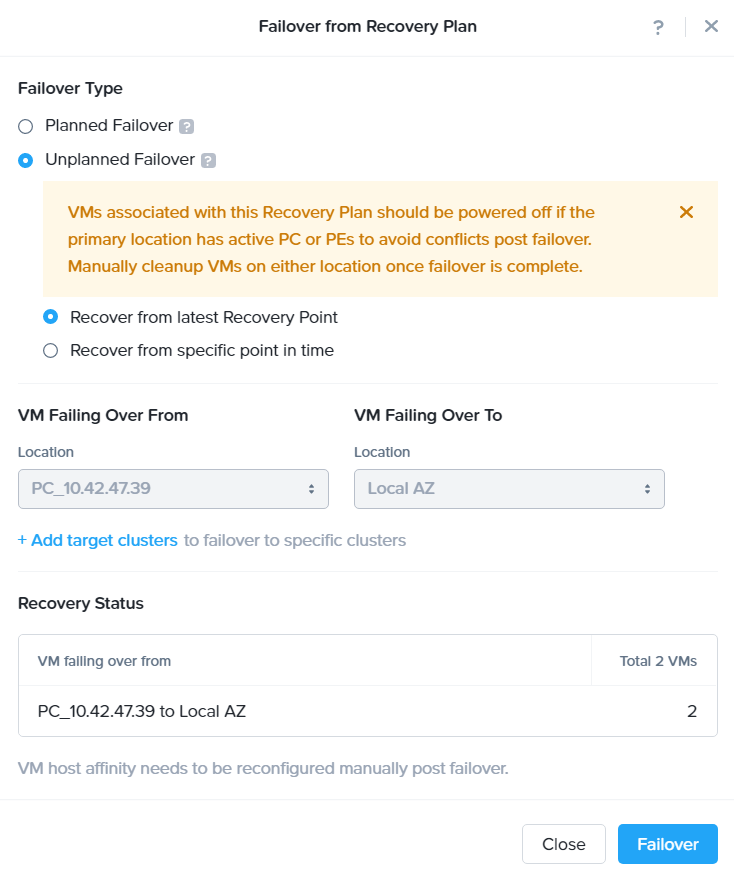 Failover from Recovery Plan
?
Failover Type
Planned Failover ?
Unplanned Failover ?
VMs associated with this Recovery Plan should be powered off if the
primary location has active PC or PEs to avoid conflicts post failover.
Manually cleanup VMs on either location once failover is complete.
Recover from latest Recovery Point
Recover from specific point in time
VM Failing Over From
VM Failing Over To
Location
Location
PC_10.42.47.39
Local AZ
+ Add target clusters to failover to specific clusters
Recovery Status
VM failing over from
Total 2 VMs
PC_10.42.47.39 to Local AZ
2
VM host affinity needs to be reconfigured manually post failover.
Close
Failover